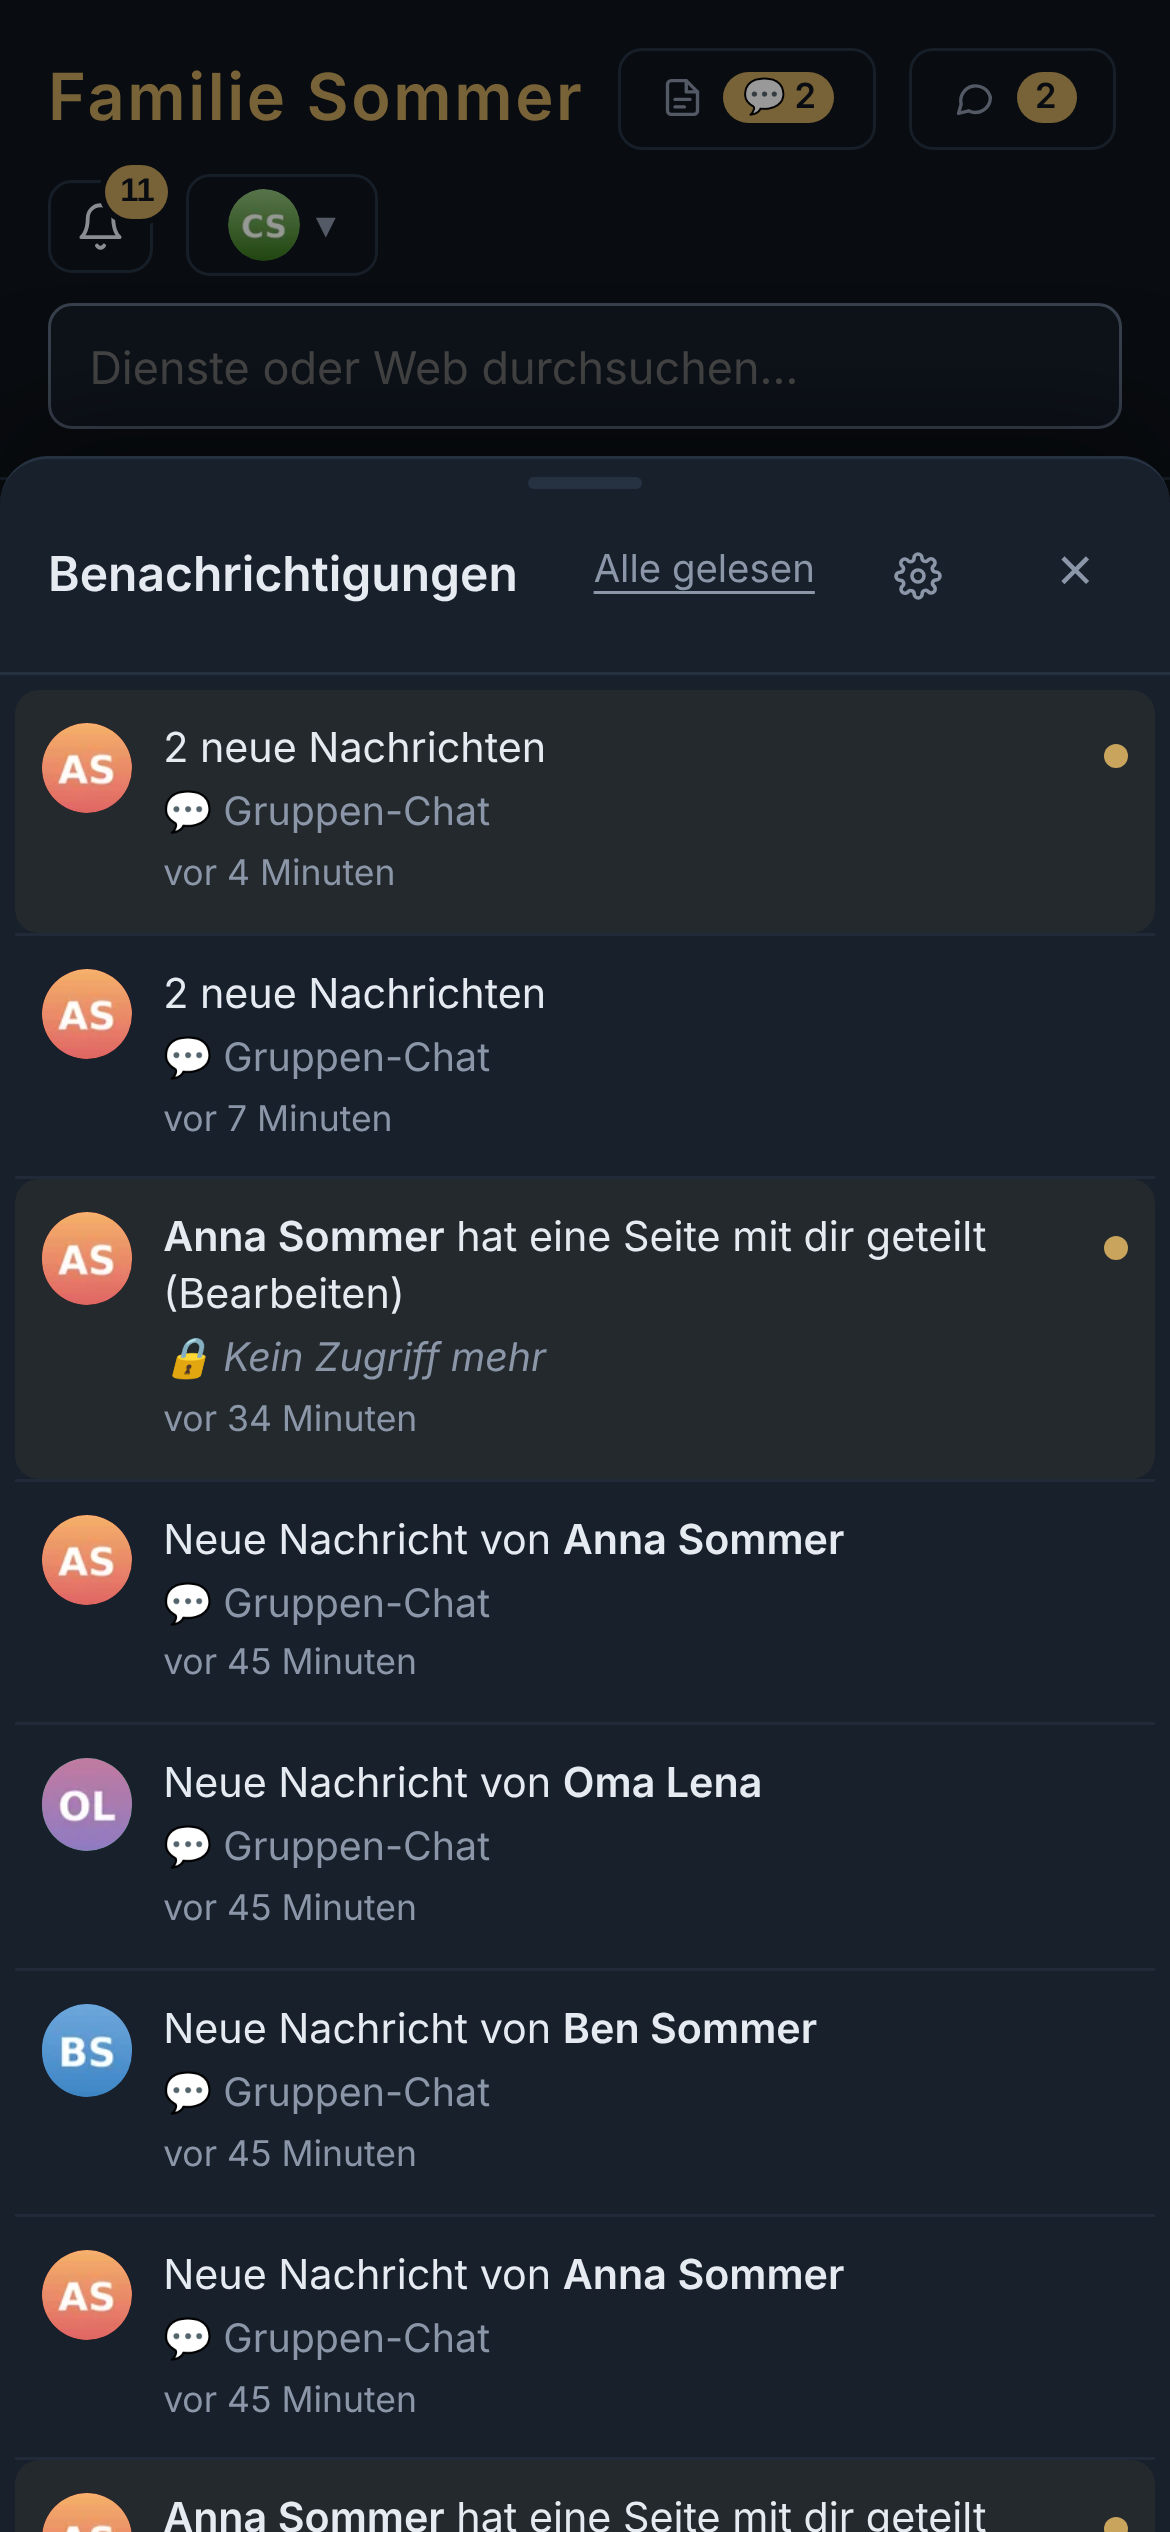 Familie Sommer
💬 2
2
11
CS ▼
Dienste oder Web durchsuchen...
Benachrichtigungen
Alle gelesen
✕
AS
2 neue Nachrichten
💬 Gruppen-Chat
vor 4 Minuten
AS
2 neue Nachrichten
💬 Gruppen-Chat
vor 7 Minuten
AS
Anna Sommer hat eine Seite mit dir geteilt
(Bearbeiten)
🔒 Kein Zugriff mehr
vor 34 Minuten
AS
Neue Nachricht von Anna Sommer
💬 Gruppen-Chat
vor 45 Minuten
OL
Neue Nachricht von Oma Lena
💬 Gruppen-Chat
vor 45 Minuten
BS
Neue Nachricht von Ben Sommer
💬 Gruppen-Chat
vor 45 Minuten
AS
Neue Nachricht von Anna Sommer
💬 Gruppen-Chat
vor 45 Minuten
AS
Anna Sommer hat eine Seite mit dir geteilt